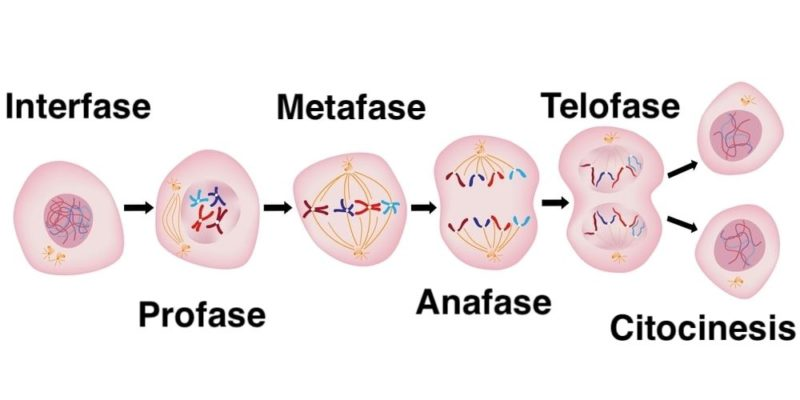 Interfase
Profase
Metafase
Anafase
Telofase
Citocinesis